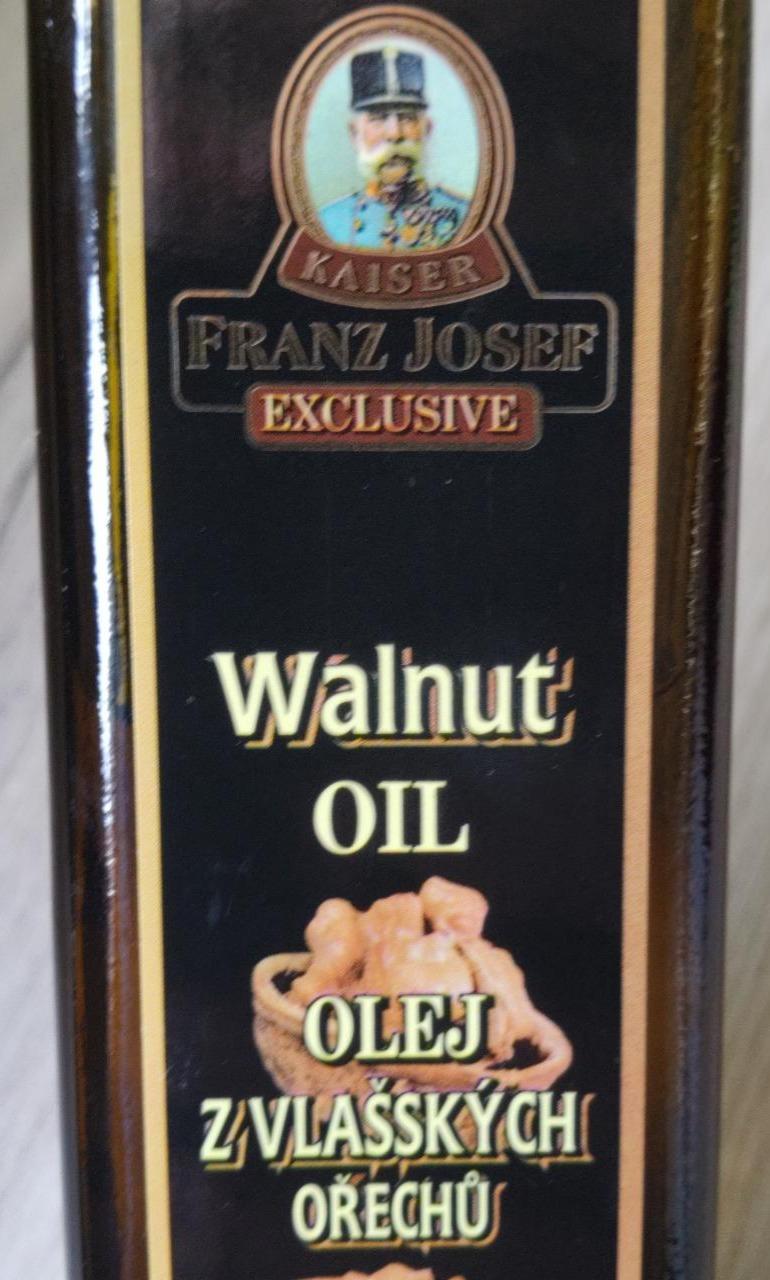 KAISER
FRANZ JOSEF
EXCLUSIVE
Walnut
OIL
OLEJ
Z VLAŠSKÝCH
OŘECHŮ